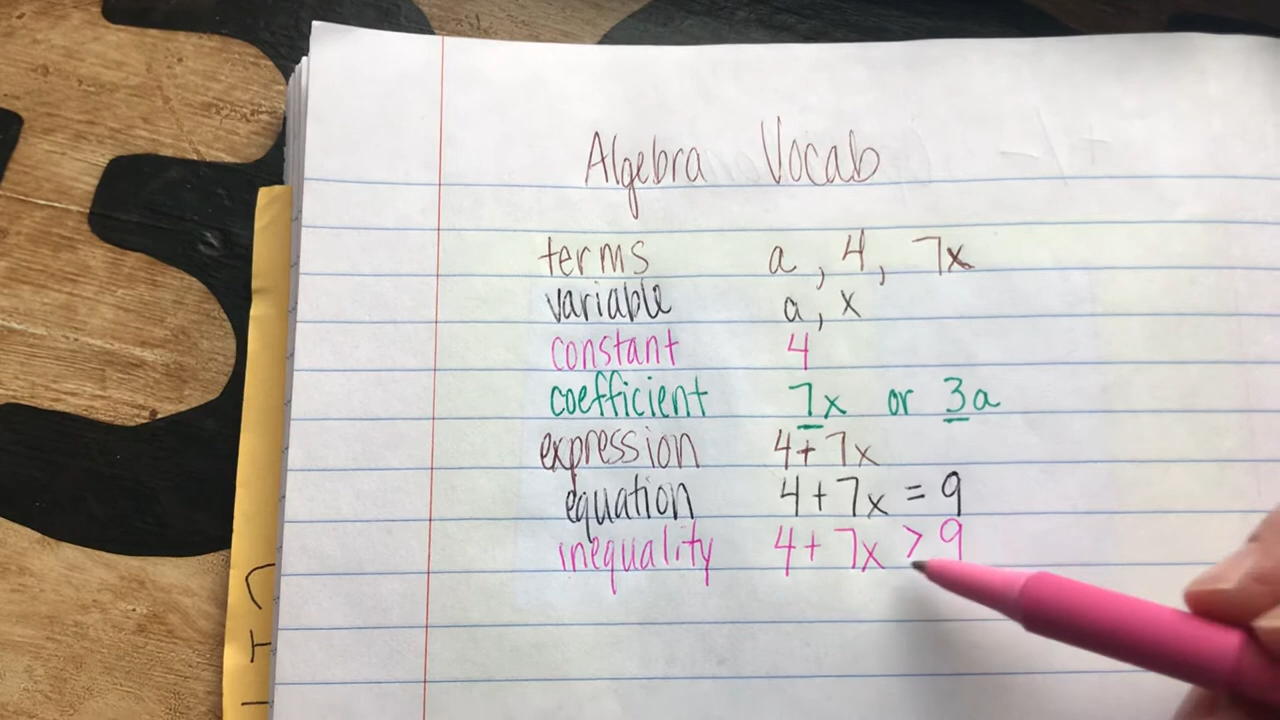 Algebra Vocab
terms a, 4, 7x
variable a, x
constant 4
coefficient 7x or 3a
expression 4+7x
equation 4+7x = 9
inequality 4+7x > 9